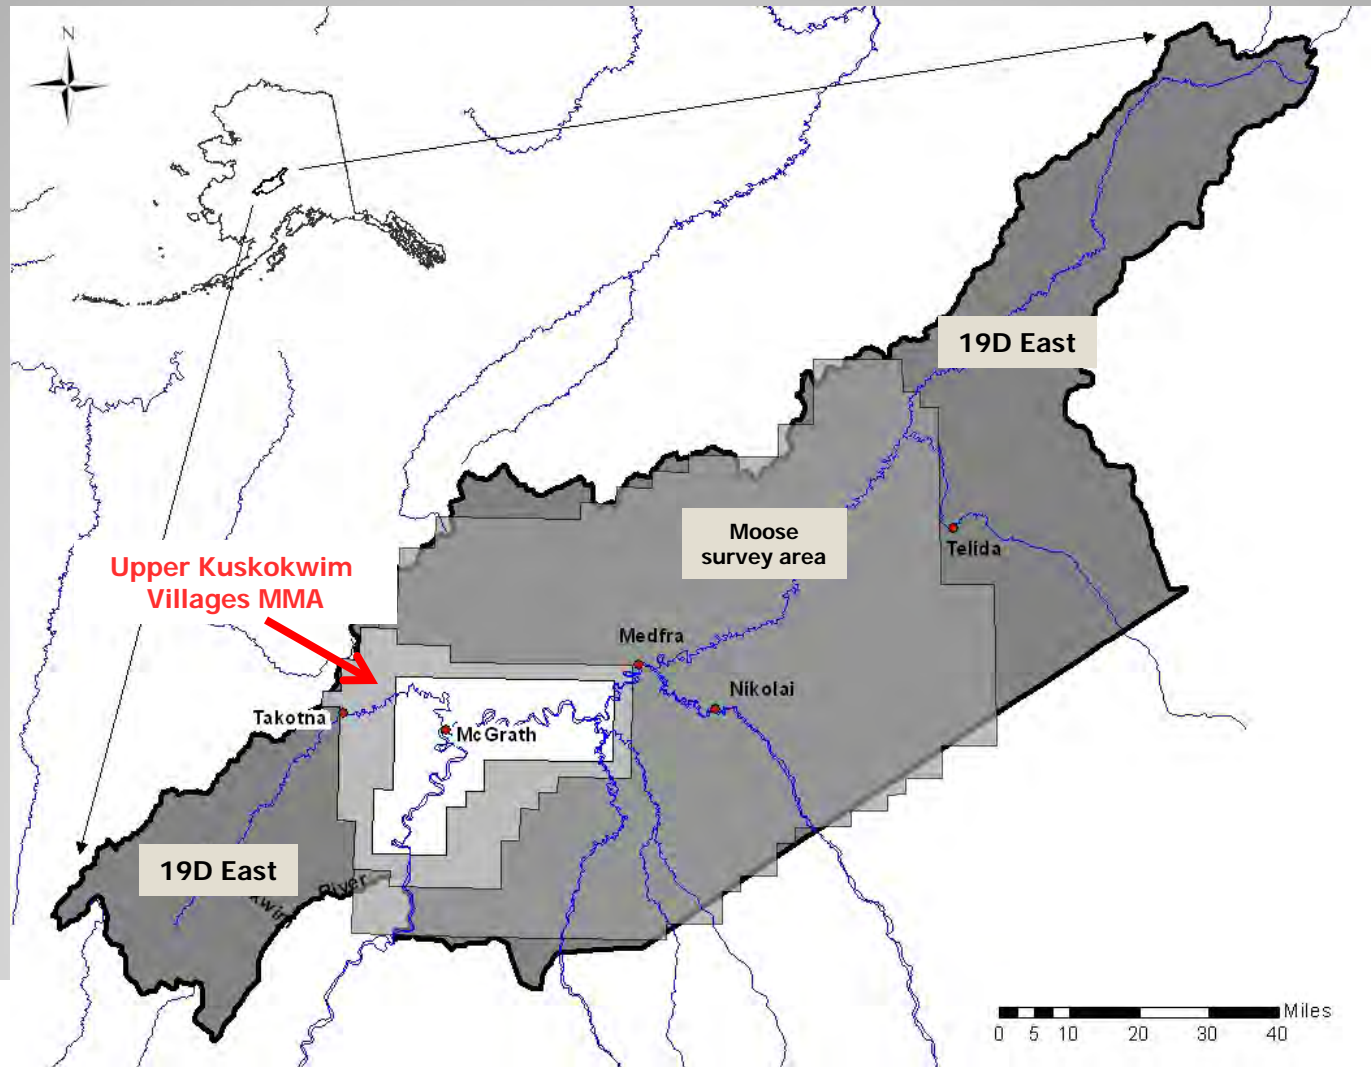 N
19D East
Moose
survey area
Telida
Upper Kuskokwim
Villages MMA
Medfra
Nikolai
Takotna
McGrath
19D East
River
Miles
0 5 10 20 30 40